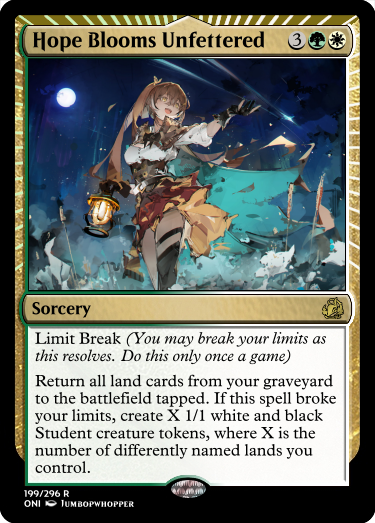 Hope Blooms Unfettered 3
Sorcery
Limit Break (You may break your limits as
this resolves. Do this only once a game)
Return all land cards from your graveyard
to the battlefield tapped. If this spell broke
your limits, create X 1/1 white and black
Student creature tokens, where X is the
number of differently named lands you
control.
199/296 R
ONI JUMBOPWHOPPER